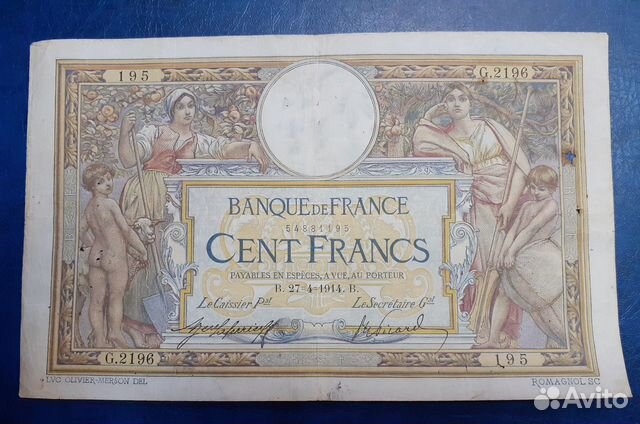 195 G.2196
BANQUE DE FRANCE
54881195
CENT FRANCS
PAYABLES EN ESPÈCES, A VUE, AU PORTEUR
B. 27-4-1914. B.
Le Caissier Pal Le Secrétaire Gal
G.2196 195
LVC OLIVIER-MERSON DEL ROMAGNOL SC
Avito